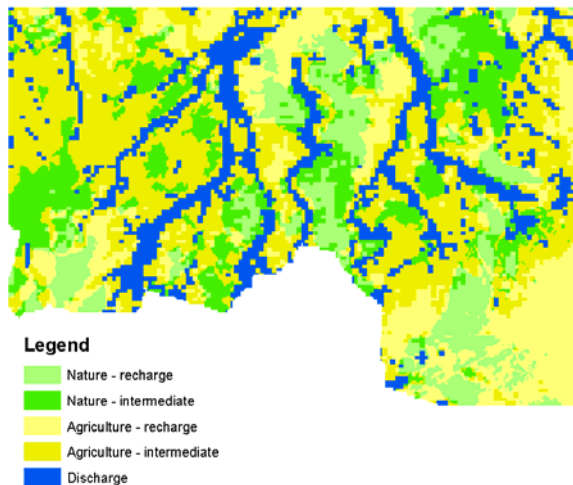 Legend
Nature - recharge
Nature - intermediate
Agriculture - recharge
Agriculture - intermediate
Discharge